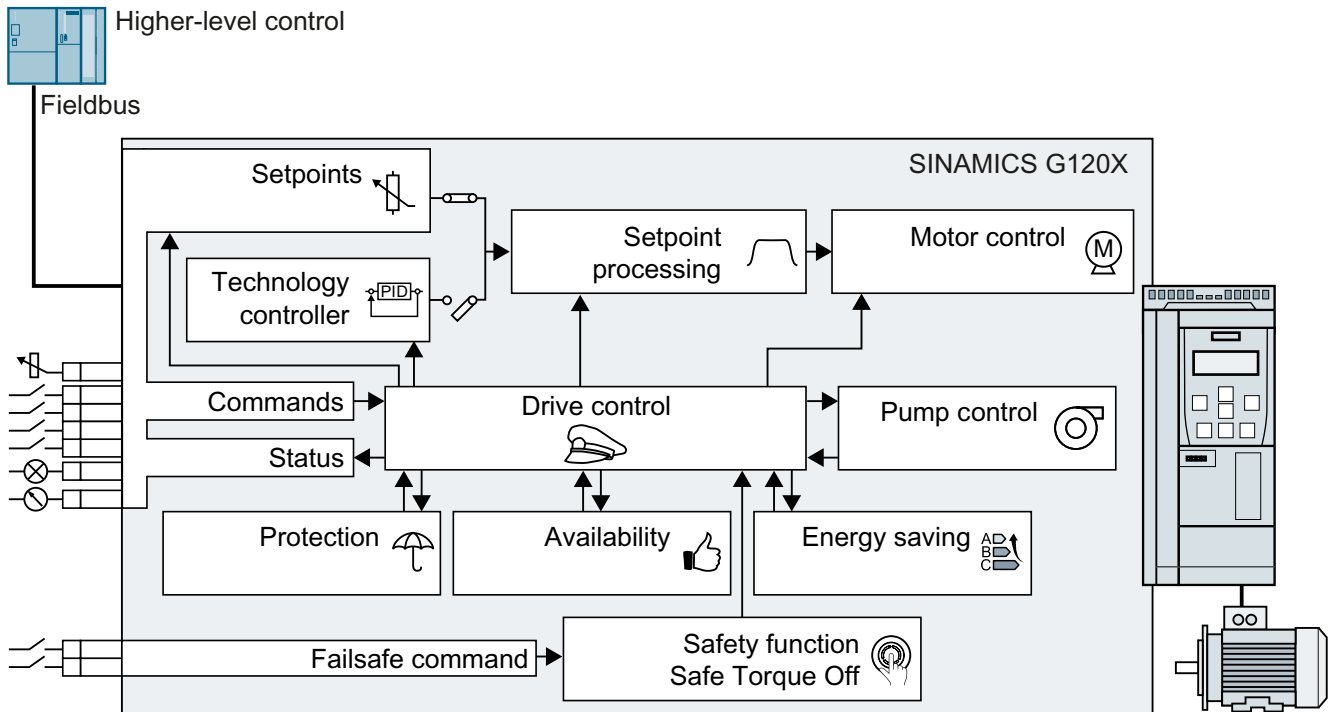 Higher-level control
Fieldbus
SINAMICS G120X
Setpoints
Setpoint
processing
Motor control
M
Technology
controller
PID
Commands
Drive control
Pump control
Status
Protection
Availability
Energy saving
A
B
C
Failsafe command
Safety function
Safe Torque Off